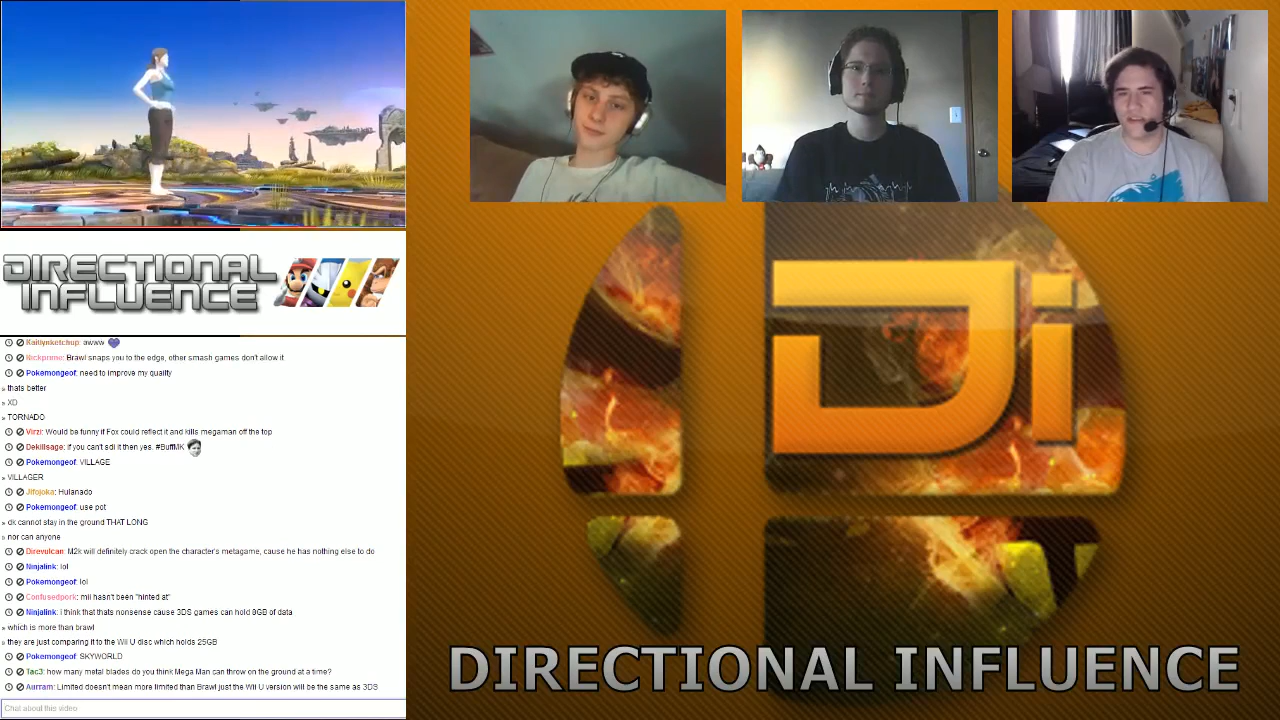 DIRECTIONAL
INFLUENCE
Kaitlynketchup: awww
Nickprime: Brawl snaps you to the edge, other smash games don't allow it
Pokemongeof: need to improve my quailty
» thats better
» XD
» TORNADO
Virzi: Would be funny if Fox could reflect it and kills megaman off the top
Dekillsage: if you can't sdi it then yes. #BuffMK
Pokemongeof: VILLAGE
» VILLAGER
Jifojoka: Hulanado
Pokemongeof: use pot
» dk cannot stay in the ground THAT LONG
» nor can anyone
Direvulcan: M2k will definitely crack open the character's metagame, cause he has nothing else to do
Ninjalink: lol
Pokemongeof: lol
Confusedpork: mii hasn't been "hinted at"
Ninjalink: i think that thats nonsense cause 3DS games can hold 8GB of data
» which is more than brawl
» they are just comparing it to the Wii U disc which holds 25GB
Pokemongeof: SKYWORLD
Tac3: how many metal blades do you think Mega Man can throw on the ground at a time?
Aurram: Limited doesn't mean more limited than Brawl just the Wii U version will be the same as 3DS
Chat about this video
Di
DIRECTIONAL INFLUENCE